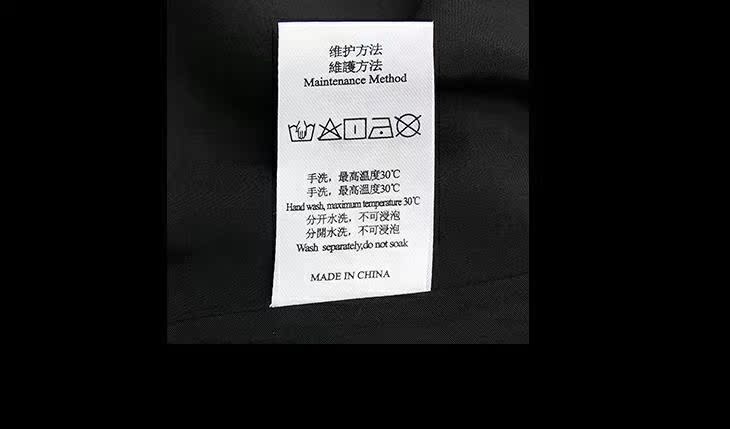 维护方法
維護方法
Maintenance Method
手洗，最高温度30℃
手洗，最高溫度30℃
Hand wash, maximum temperature 30℃
分开水洗，不可浸泡
分開水洗，不可浸泡
Wash separately,do not soak
MADE IN CHINA